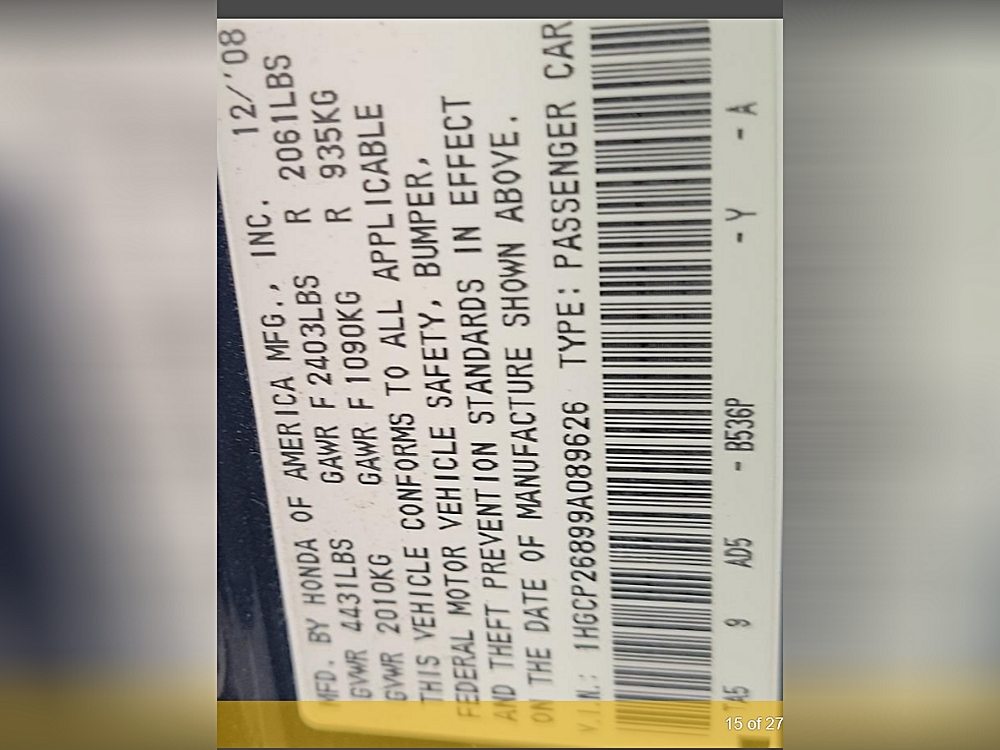 MFD. BY HONDA OF AMERICA MFG., INC. 12/'08
GVWR 4431LBS GAWR F 2403LBS R 2061LBS
GVWR 2010KG GAWR F 1090KG R 935KG
THIS VEHICLE CONFORMS TO ALL APPLICABLE
FEDERAL MOTOR VEHICLE SAFETY, BUMPER,
AND THEFT PREVENTION STANDARDS IN EFFECT
ON THE DATE OF MANUFACTURE SHOWN ABOVE.
V.I.N.: 1HGCP26899A089626 TYPE: PASSENGER CAR
TA5 9 AD5 - B536P - Y - A
15 of 27